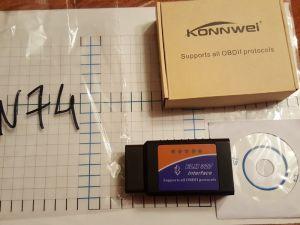 KONNWEI
Supports all OBDII protocols
N74
ELM 327
Interface
Supports all OBDII protocols